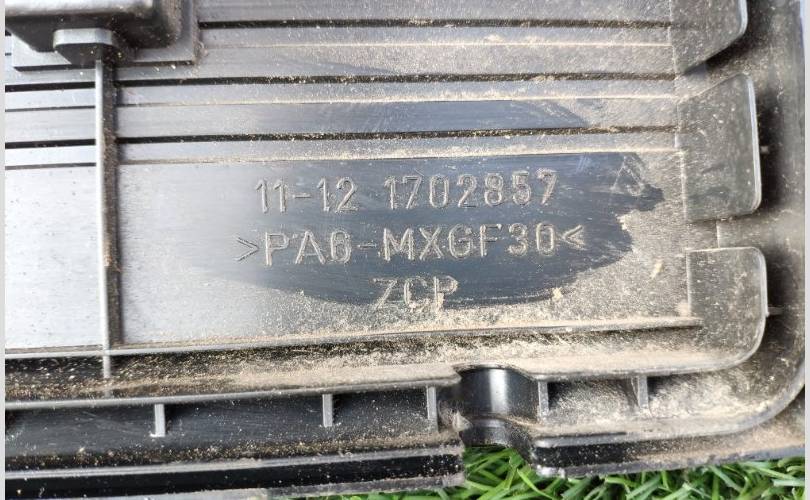 11-12 1702857
>PA6-MXGF30<
ZCP